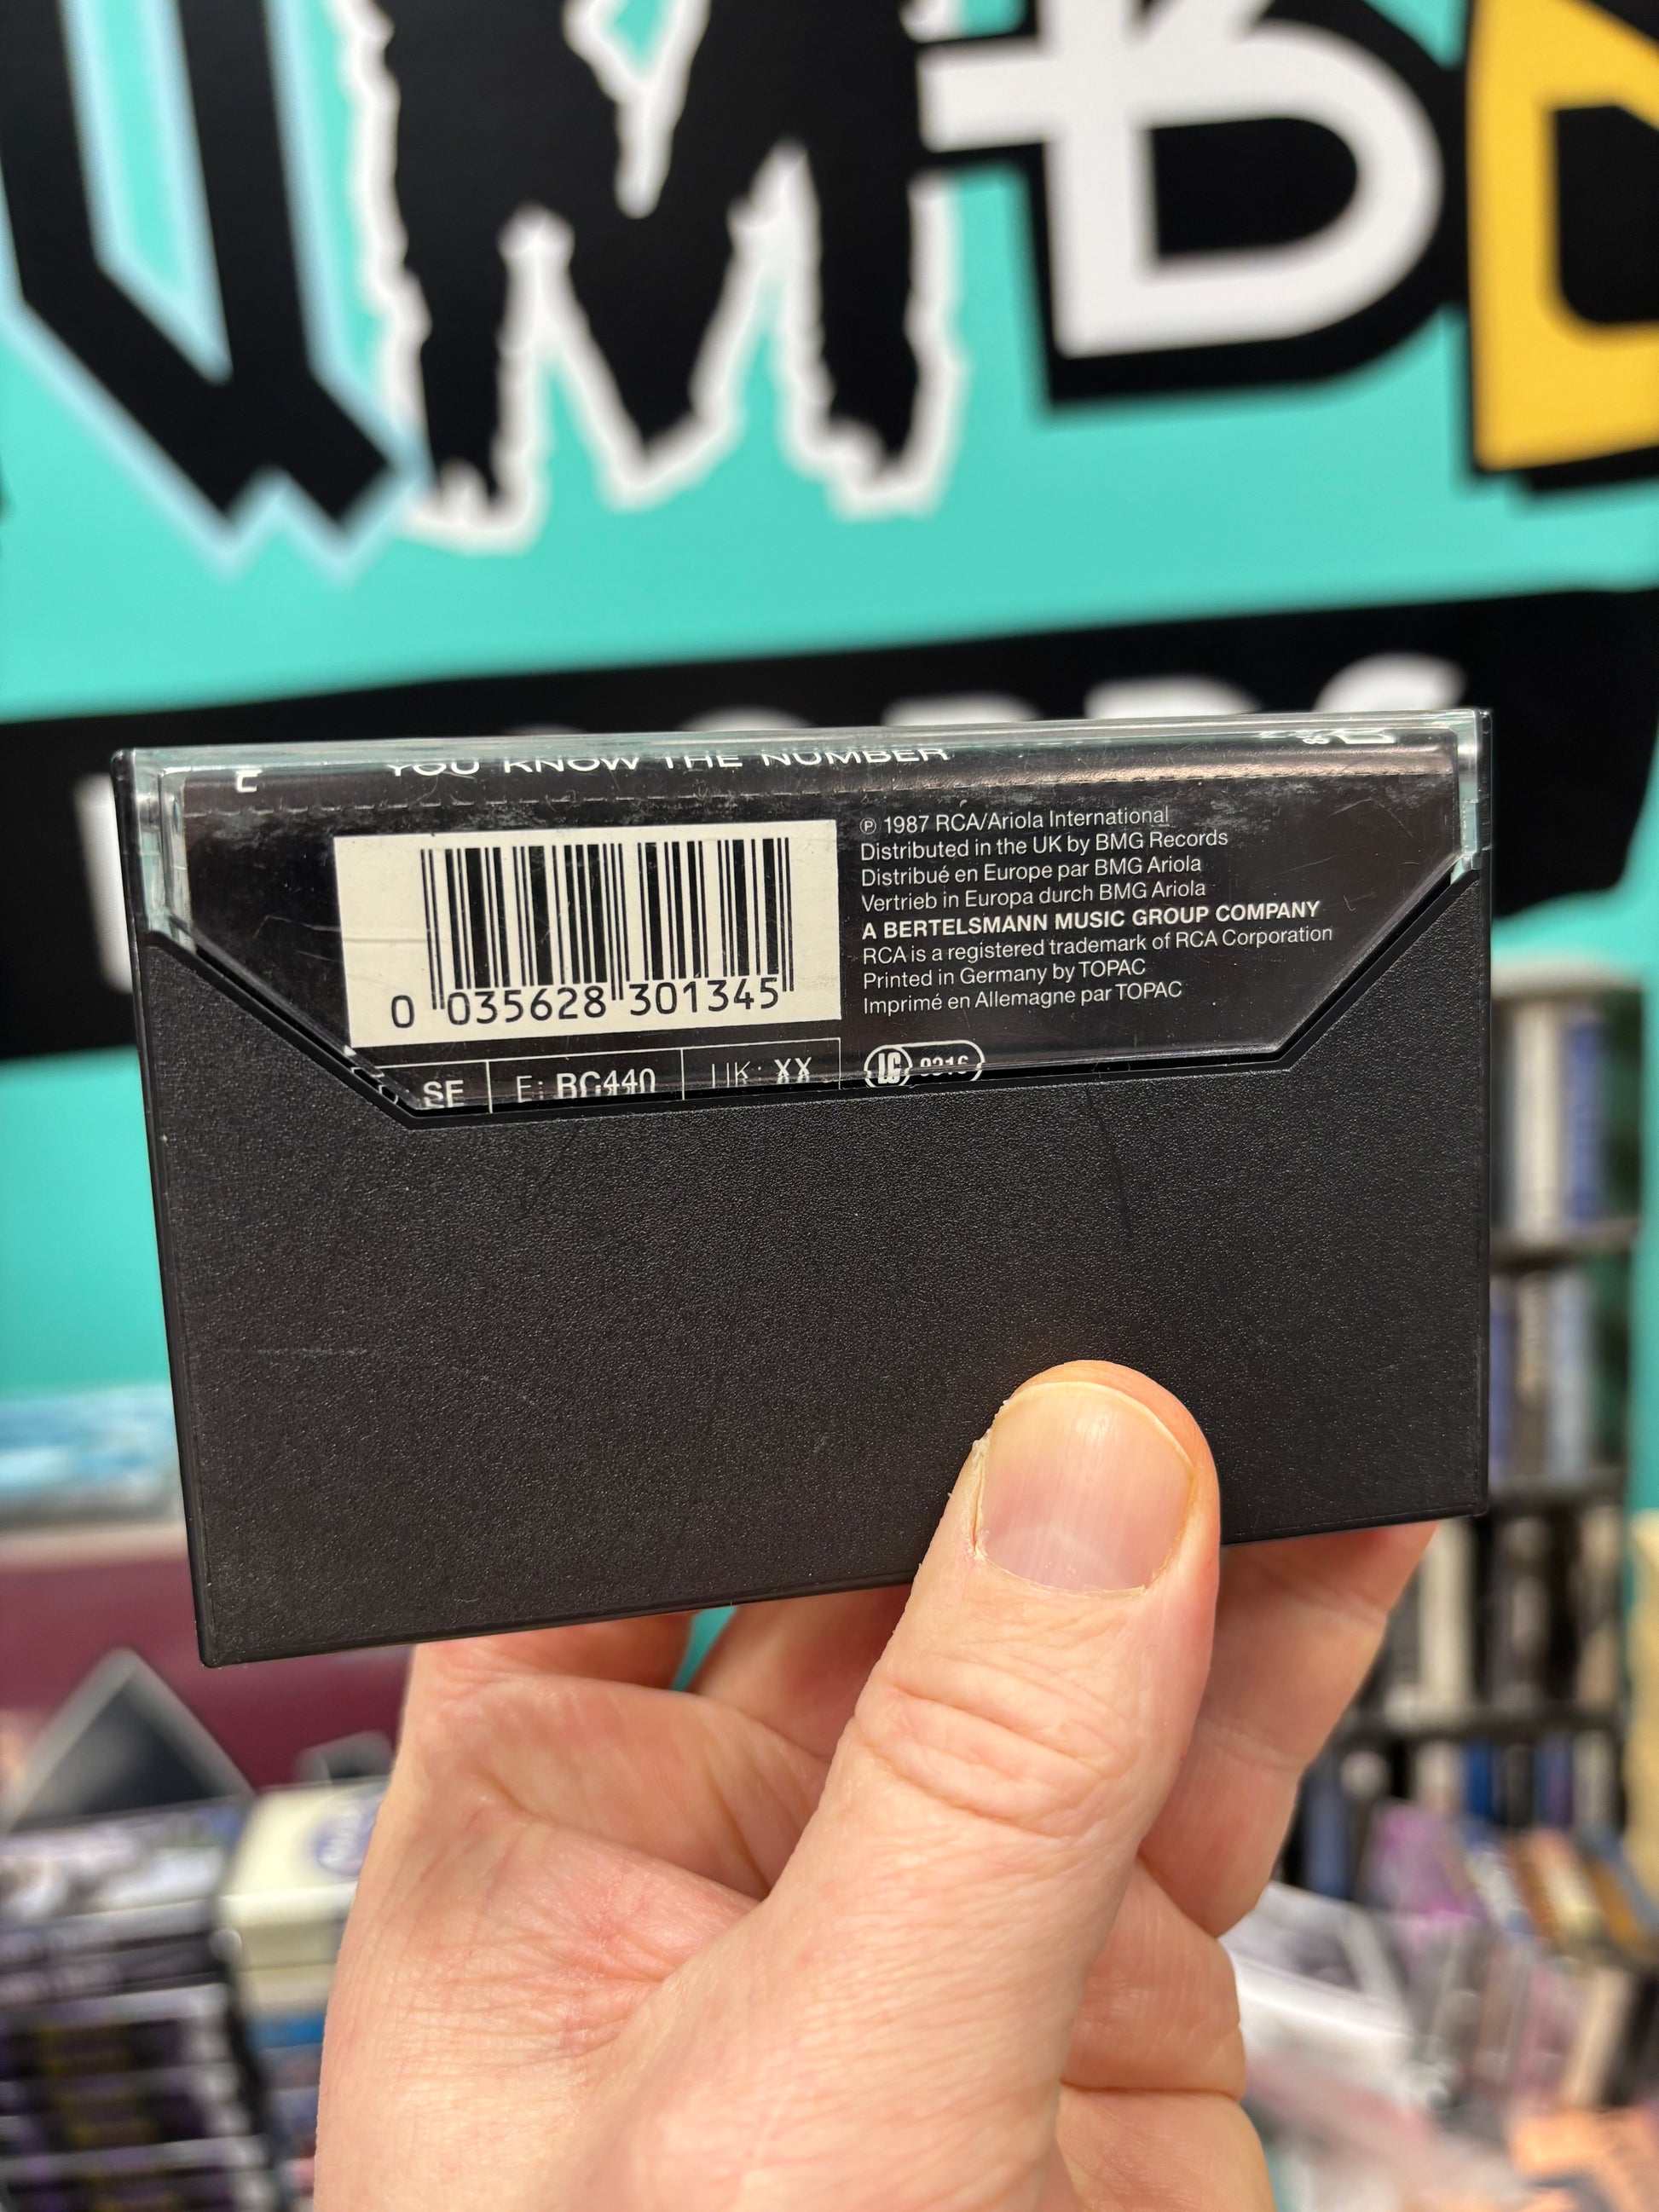 YOU KNOW THE NUMBER
℗ 1987 RCA/Ariola International
Distributed in the UK by BMG Records
Distribué en Europe par BMG Ariola
Vertrieb in Europa durch BMG Ariola
A BERTELSMANN MUSIC GROUP COMPANY
RCA is a registered trademark of RCA Corporation
Printed in Germany by TOPAC
Imprimé en Allemagne par TOPAC
0 035628 301345
SF F: BC440 UK: XX
LC 0316